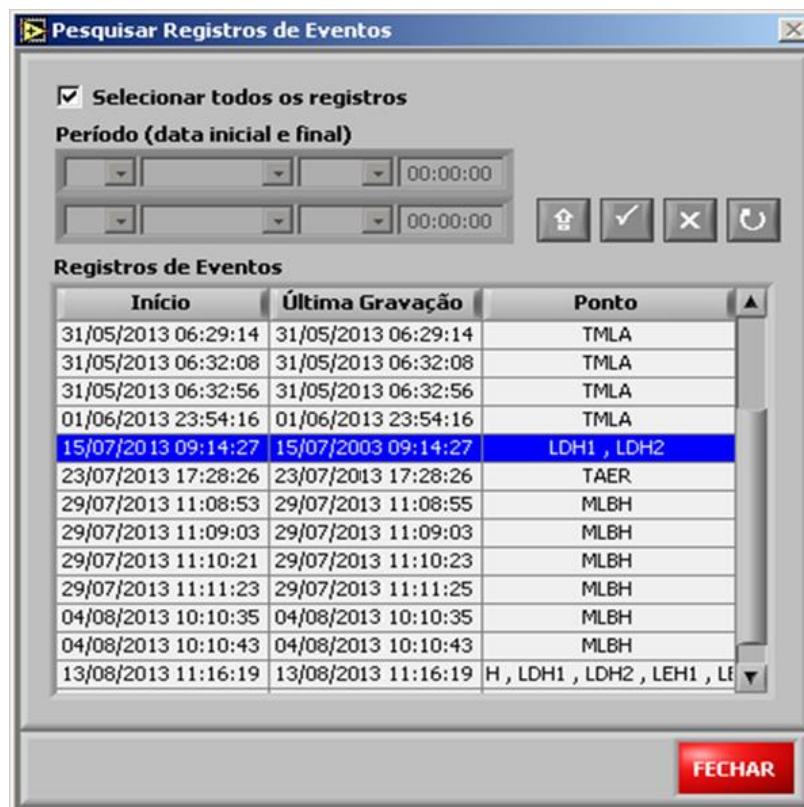 Pesquisar Registros de Eventos
Selecionar todos os registros
Período (data inicial e final)
00:00:00
00:00:00
Registros de Eventos
Início Última Gravação Ponto
31/05/2013 06:29:14 31/05/2013 06:29:14 TMLA
31/05/2013 06:32:08 31/05/2013 06:32:08 TMLA
31/05/2013 06:32:56 31/05/2013 06:32:56 TMLA
01/06/2013 23:54:16 01/06/2013 23:54:16 TMLA
15/07/2013 09:14:27 15/07/2003 09:14:27 LDH1 , LDH2
23/07/2013 17:28:26 23/07/2013 17:28:26 TAER
29/07/2013 11:08:53 29/07/2013 11:08:55 MLBH
29/07/2013 11:09:03 29/07/2013 11:09:03 MLBH
29/07/2013 11:10:21 29/07/2013 11:10:23 MLBH
29/07/2013 11:11:23 29/07/2013 11:11:25 MLBH
04/08/2013 10:10:35 04/08/2013 10:10:35 MLBH
04/08/2013 10:10:43 04/08/2013 10:10:43 MLBH
13/08/2013 11:16:19 13/08/2013 11:16:19 H , LDH1 , LDH2 , LEH1 ,
FECHAR